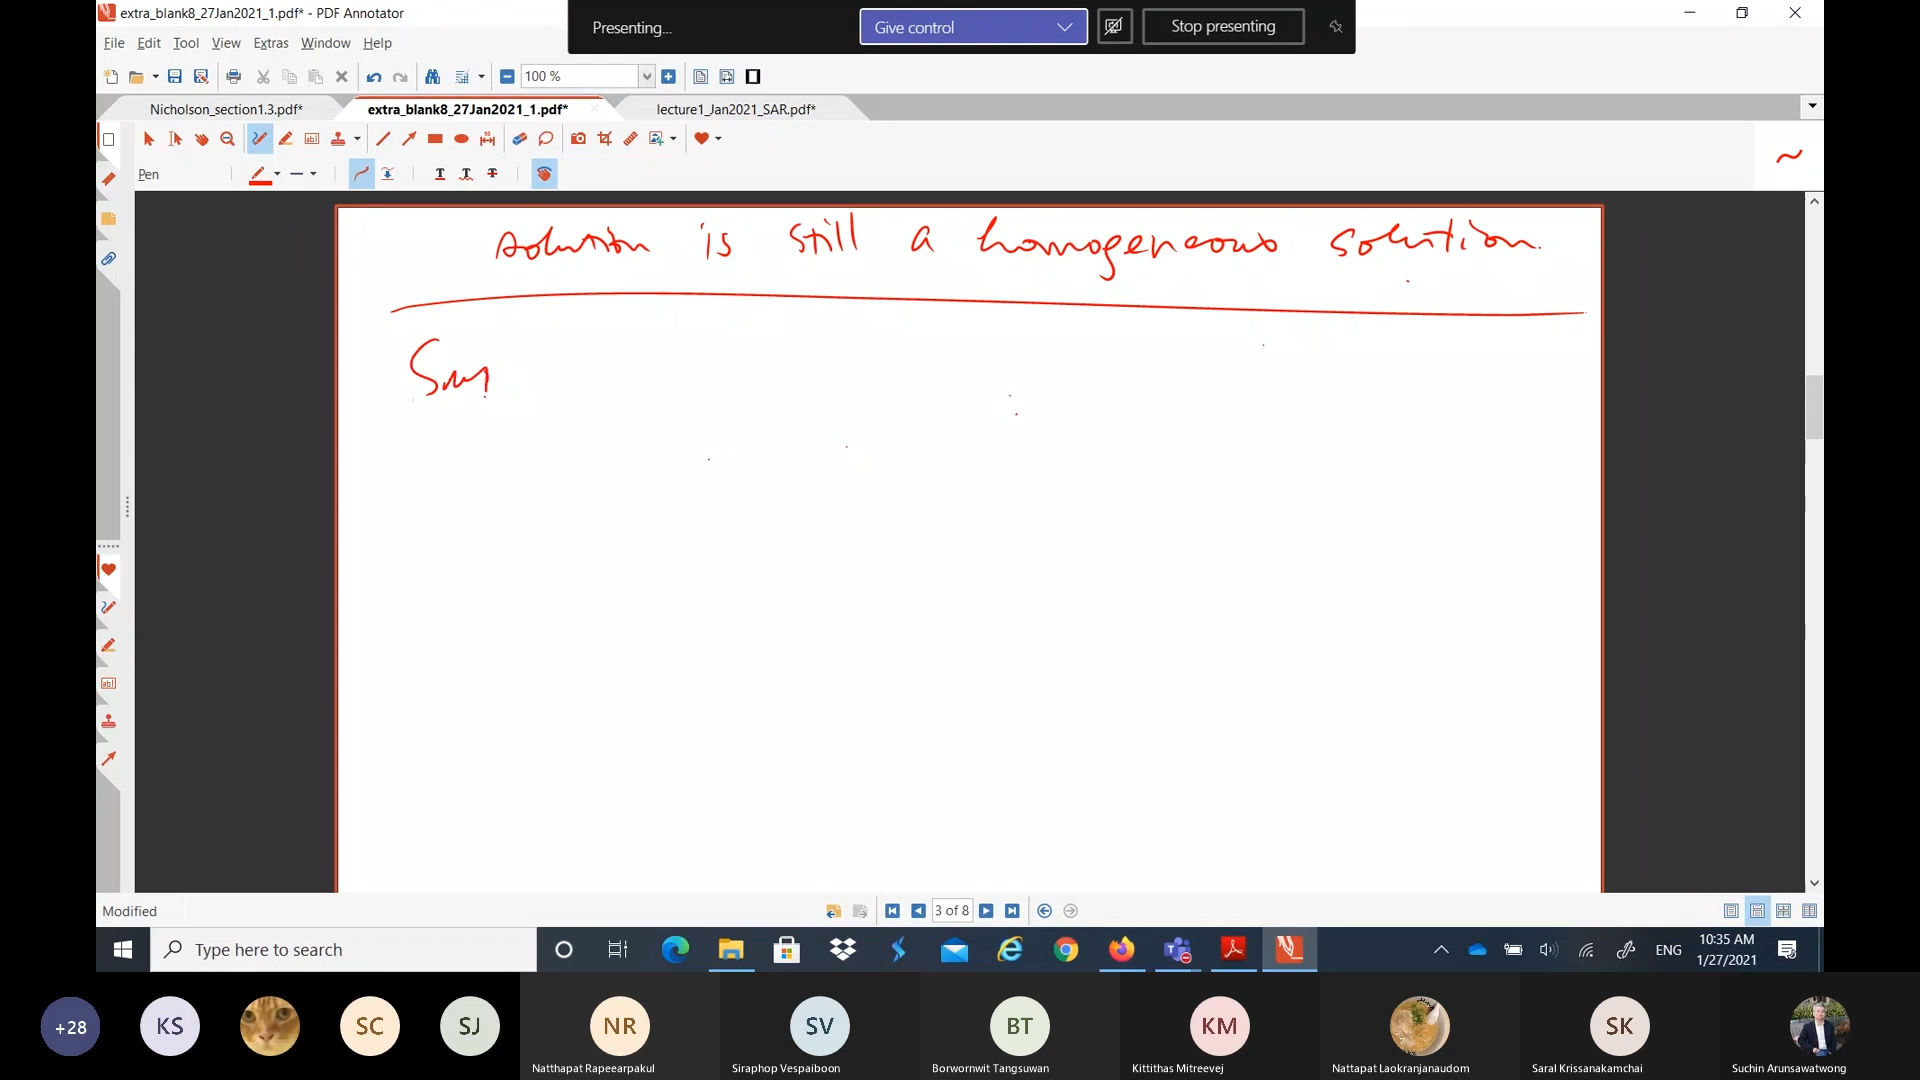 extra_blank8_27Jan2021_1.pdf* - PDF Annotator
Presenting...
Give control
Stop presenting
File Edit Tool View Extras Window Help
100 %
Nicholson_section1.3.pdf*
extra_blank8_27Jan2021_1.pdf*
lecture1_Jan2021_SAR.pdf*
Pen
solution is still a homogeneous solution.
Modified
3 of 8
Type here to search
ENG
10:35 AM
1/27/2021
+28
KS
SC
SJ
NR
SV
BT
KM
SK
Natthapat Rapeearpakul
Siraphop Vespaiboon
Borwornwit Tangsuwan
Kittithas Mitreevej
Nattapat Laokranjanaudom
Saral Krissanakamchai
Suchin Arunsawatwong